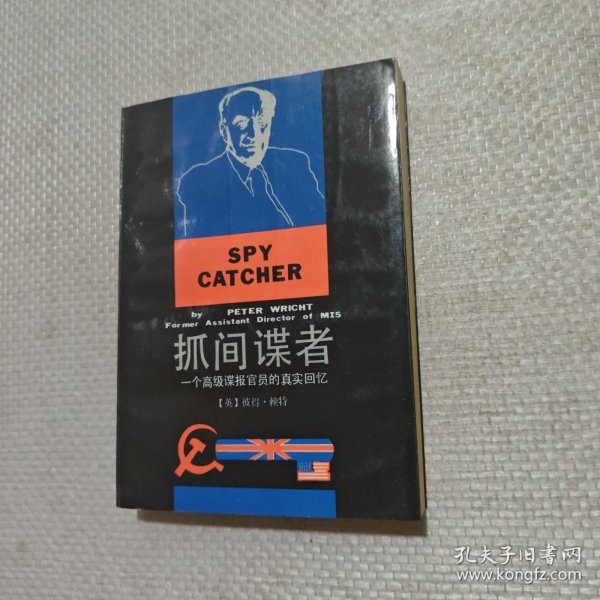 SPY
CATCHER
by PETER WRICHT
Former Assistant Director of MI5
抓间谍者
一个高级谍报官员的真实回忆
【英】彼得·赖特
孔夫子旧书网
www.kongfz.com